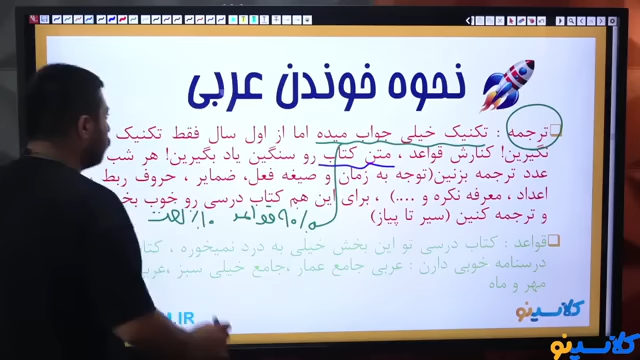 نحوه خوندن عربی
ترجمه : تکنیک خیلی جواب میده اما از اول سال فقط تکنیک
نگیرین! کنارش قواعد ، متن کتاب رو سنگین یاد بگیرین! هر شب
عدد ترجمه بزنین(توجه به زمان و صیغه فعل، ضمایر ، حروف ربط
اعداد ، معرفه نکره و ....) ، برای این هم کتاب درسی رو خوب
و ترجمه کنین (سیر تا پیاز)
۹۰٪ قواعد ۱۰٪ لغت
قواعد : کتاب درسی تو این بخش خیلی به درد نمیخوره ،
درسنامه خوبی دارن : عربی جامع عمار ،جامع خیلی سبز ،
مهر و ماه
.IR
کلاسینو
کلاسینو